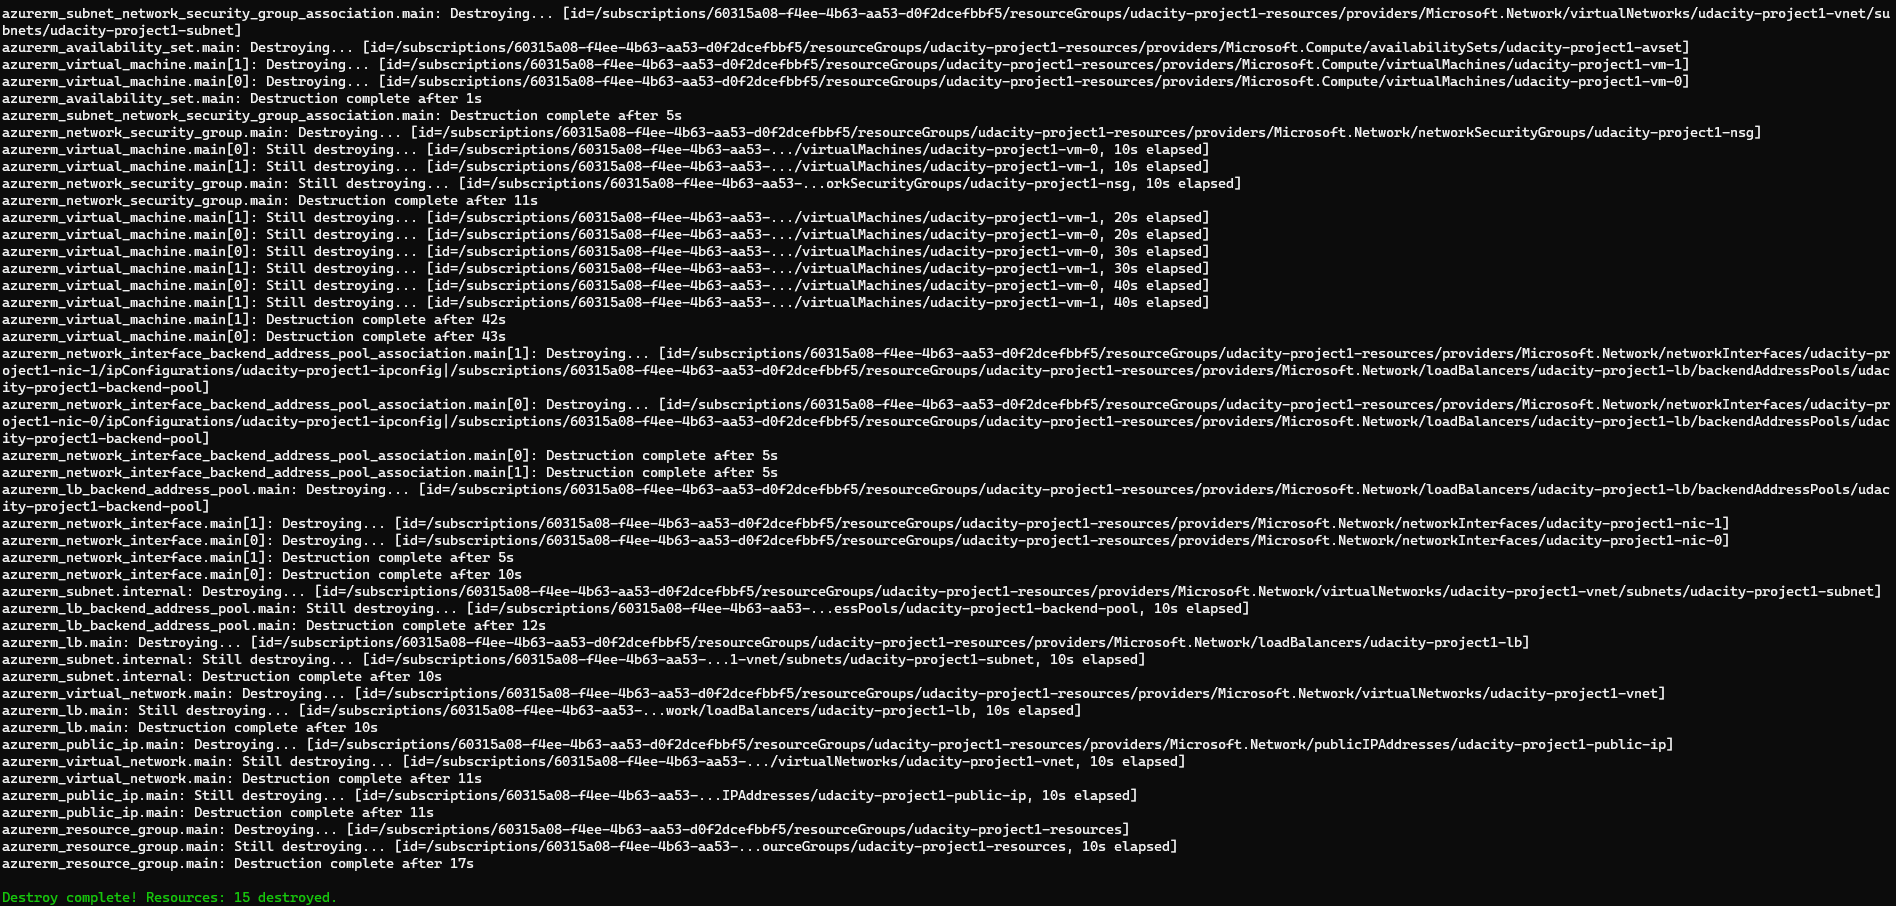 azurerm_subnet_network_security_group_association.main: Destroying... [id=/subscriptions/60315a08-f4ee-4b63-aa53-d0f2dcefbbf5/resourceGroups/udacity-project1-resources/providers/Microsoft.Network/virtualNetworks/udacity-project1-vnet/su
bnets/udacity-project1-subnet]
azurerm_availability_set.main: Destroying... [id=/subscriptions/60315a08-f4ee-4b63-aa53-d0f2dcefbbf5/resourceGroups/udacity-project1-resources/providers/Microsoft.Compute/availabilitySets/udacity-project1-avset]
azurerm_virtual_machine.main[1]: Destroying... [id=/subscriptions/60315a08-f4ee-4b63-aa53-d0f2dcefbbf5/resourceGroups/udacity-project1-resources/providers/Microsoft.Compute/virtualMachines/udacity-project1-vm-1]
azurerm_virtual_machine.main[0]: Destroying... [id=/subscriptions/60315a08-f4ee-4b63-aa53-d0f2dcefbbf5/resourceGroups/udacity-project1-resources/providers/Microsoft.Compute/virtualMachines/udacity-project1-vm-0]
azurerm_availability_set.main: Destruction complete after 1s
azurerm_subnet_network_security_group_association.main: Destruction complete after 5s
azurerm_network_security_group.main: Destroying... [id=/subscriptions/60315a08-f4ee-4b63-aa53-d0f2dcefbbf5/resourceGroups/udacity-project1-resources/providers/Microsoft.Network/networkSecurityGroups/udacity-project1-nsg]
azurerm_virtual_machine.main[0]: Still destroying... [id=/subscriptions/60315a08-f4ee-4b63-aa53-.../virtualMachines/udacity-project1-vm-0, 10s elapsed]
azurerm_virtual_machine.main[1]: Still destroying... [id=/subscriptions/60315a08-f4ee-4b63-aa53-.../virtualMachines/udacity-project1-vm-1, 10s elapsed]
azurerm_network_security_group.main: Still destroying... [id=/subscriptions/60315a08-f4ee-4b63-aa53-...orkSecurityGroups/udacity-project1-nsg, 10s elapsed]
azurerm_network_security_group.main: Destruction complete after 11s
azurerm_virtual_machine.main[1]: Still destroying... [id=/subscriptions/60315a08-f4ee-4b63-aa53-.../virtualMachines/udacity-project1-vm-1, 20s elapsed]
azurerm_virtual_machine.main[0]: Still destroying... [id=/subscriptions/60315a08-f4ee-4b63-aa53-.../virtualMachines/udacity-project1-vm-0, 20s elapsed]
azurerm_virtual_machine.main[0]: Still destroying... [id=/subscriptions/60315a08-f4ee-4b63-aa53-.../virtualMachines/udacity-project1-vm-0, 30s elapsed]
azurerm_virtual_machine.main[1]: Still destroying... [id=/subscriptions/60315a08-f4ee-4b63-aa53-.../virtualMachines/udacity-project1-vm-1, 30s elapsed]
azurerm_virtual_machine.main[0]: Still destroying... [id=/subscriptions/60315a08-f4ee-4b63-aa53-.../virtualMachines/udacity-project1-vm-0, 40s elapsed]
azurerm_virtual_machine.main[1]: Still destroying... [id=/subscriptions/60315a08-f4ee-4b63-aa53-.../virtualMachines/udacity-project1-vm-1, 40s elapsed]
azurerm_virtual_machine.main[1]: Destruction complete after 42s
azurerm_virtual_machine.main[0]: Destruction complete after 43s
azurerm_network_interface_backend_address_pool_association.main[1]: Destroying... [id=/subscriptions/60315a08-f4ee-4b63-aa53-d0f2dcefbbf5/resourceGroups/udacity-project1-resources/providers/Microsoft.Network/networkInterfaces/udacity-pr
oject1-nic-1/ipConfigurations/udacity-project1-ipconfig|/subscriptions/60315a08-f4ee-4b63-aa53-d0f2dcefbbf5/resourceGroups/udacity-project1-resources/providers/Microsoft.Network/loadBalancers/udacity-project1-lb/backendAddressPools/udac
ity-project1-backend-pool]
azurerm_network_interface_backend_address_pool_association.main[0]: Destroying... [id=/subscriptions/60315a08-f4ee-4b63-aa53-d0f2dcefbbf5/resourceGroups/udacity-project1-resources/providers/Microsoft.Network/networkInterfaces/udacity-pr
oject1-nic-0/ipConfigurations/udacity-project1-ipconfig|/subscriptions/60315a08-f4ee-4b63-aa53-d0f2dcefbbf5/resourceGroups/udacity-project1-resources/providers/Microsoft.Network/loadBalancers/udacity-project1-lb/backendAddressPools/udac
ity-project1-backend-pool]
azurerm_network_interface_backend_address_pool_association.main[0]: Destruction complete after 5s
azurerm_network_interface_backend_address_pool_association.main[1]: Destruction complete after 5s
azurerm_lb_backend_address_pool.main: Destroying... [id=/subscriptions/60315a08-f4ee-4b63-aa53-d0f2dcefbbf5/resourceGroups/udacity-project1-resources/providers/Microsoft.Network/loadBalancers/udacity-project1-lb/backendAddressPools/udac
ity-project1-backend-pool]
azurerm_network_interface.main[1]: Destroying... [id=/subscriptions/60315a08-f4ee-4b63-aa53-d0f2dcefbbf5/resourceGroups/udacity-project1-resources/providers/Microsoft.Network/networkInterfaces/udacity-project1-nic-1]
azurerm_network_interface.main[0]: Destroying... [id=/subscriptions/60315a08-f4ee-4b63-aa53-d0f2dcefbbf5/resourceGroups/udacity-project1-resources/providers/Microsoft.Network/networkInterfaces/udacity-project1-nic-0]
azurerm_network_interface.main[1]: Destruction complete after 5s
azurerm_network_interface.main[0]: Destruction complete after 10s
azurerm_subnet.internal: Destroying... [id=/subscriptions/60315a08-f4ee-4b63-aa53-d0f2dcefbbf5/resourceGroups/udacity-project1-resources/providers/Microsoft.Network/virtualNetworks/udacity-project1-vnet/subnets/udacity-project1-subnet]
azurerm_lb_backend_address_pool.main: Still destroying... [id=/subscriptions/60315a08-f4ee-4b63-aa53-...essPools/udacity-project1-backend-pool, 10s elapsed]
azurerm_lb_backend_address_pool.main: Destruction complete after 12s
azurerm_lb.main: Destroying... [id=/subscriptions/60315a08-f4ee-4b63-aa53-d0f2dcefbbf5/resourceGroups/udacity-project1-resources/providers/Microsoft.Network/loadBalancers/udacity-project1-lb]
azurerm_subnet.internal: Still destroying... [id=/subscriptions/60315a08-f4ee-4b63-aa53-...1-vnet/subnets/udacity-project1-subnet, 10s elapsed]
azurerm_subnet.internal: Destruction complete after 10s
azurerm_virtual_network.main: Destroying... [id=/subscriptions/60315a08-f4ee-4b63-aa53-d0f2dcefbbf5/resourceGroups/udacity-project1-resources/providers/Microsoft.Network/virtualNetworks/udacity-project1-vnet]
azurerm_lb.main: Still destroying... [id=/subscriptions/60315a08-f4ee-4b63-aa53-...work/loadBalancers/udacity-project1-lb, 10s elapsed]
azurerm_lb.main: Destruction complete after 10s
azurerm_public_ip.main: Destroying... [id=/subscriptions/60315a08-f4ee-4b63-aa53-d0f2dcefbbf5/resourceGroups/udacity-project1-resources/providers/Microsoft.Network/publicIPAddresses/udacity-project1-public-ip]
azurerm_virtual_network.main: Still destroying... [id=/subscriptions/60315a08-f4ee-4b63-aa53-.../virtualNetworks/udacity-project1-vnet, 10s elapsed]
azurerm_virtual_network.main: Destruction complete after 11s
azurerm_public_ip.main: Still destroying... [id=/subscriptions/60315a08-f4ee-4b63-aa53-...IPAddresses/udacity-project1-public-ip, 10s elapsed]
azurerm_public_ip.main: Destruction complete after 11s
azurerm_resource_group.main: Destroying... [id=/subscriptions/60315a08-f4ee-4b63-aa53-d0f2dcefbbf5/resourceGroups/udacity-project1-resources]
azurerm_resource_group.main: Still destroying... [id=/subscriptions/60315a08-f4ee-4b63-aa53-...ourceGroups/udacity-project1-resources, 10s elapsed]
azurerm_resource_group.main: Destruction complete after 17s
Destroy complete! Resources: 15 destroyed.